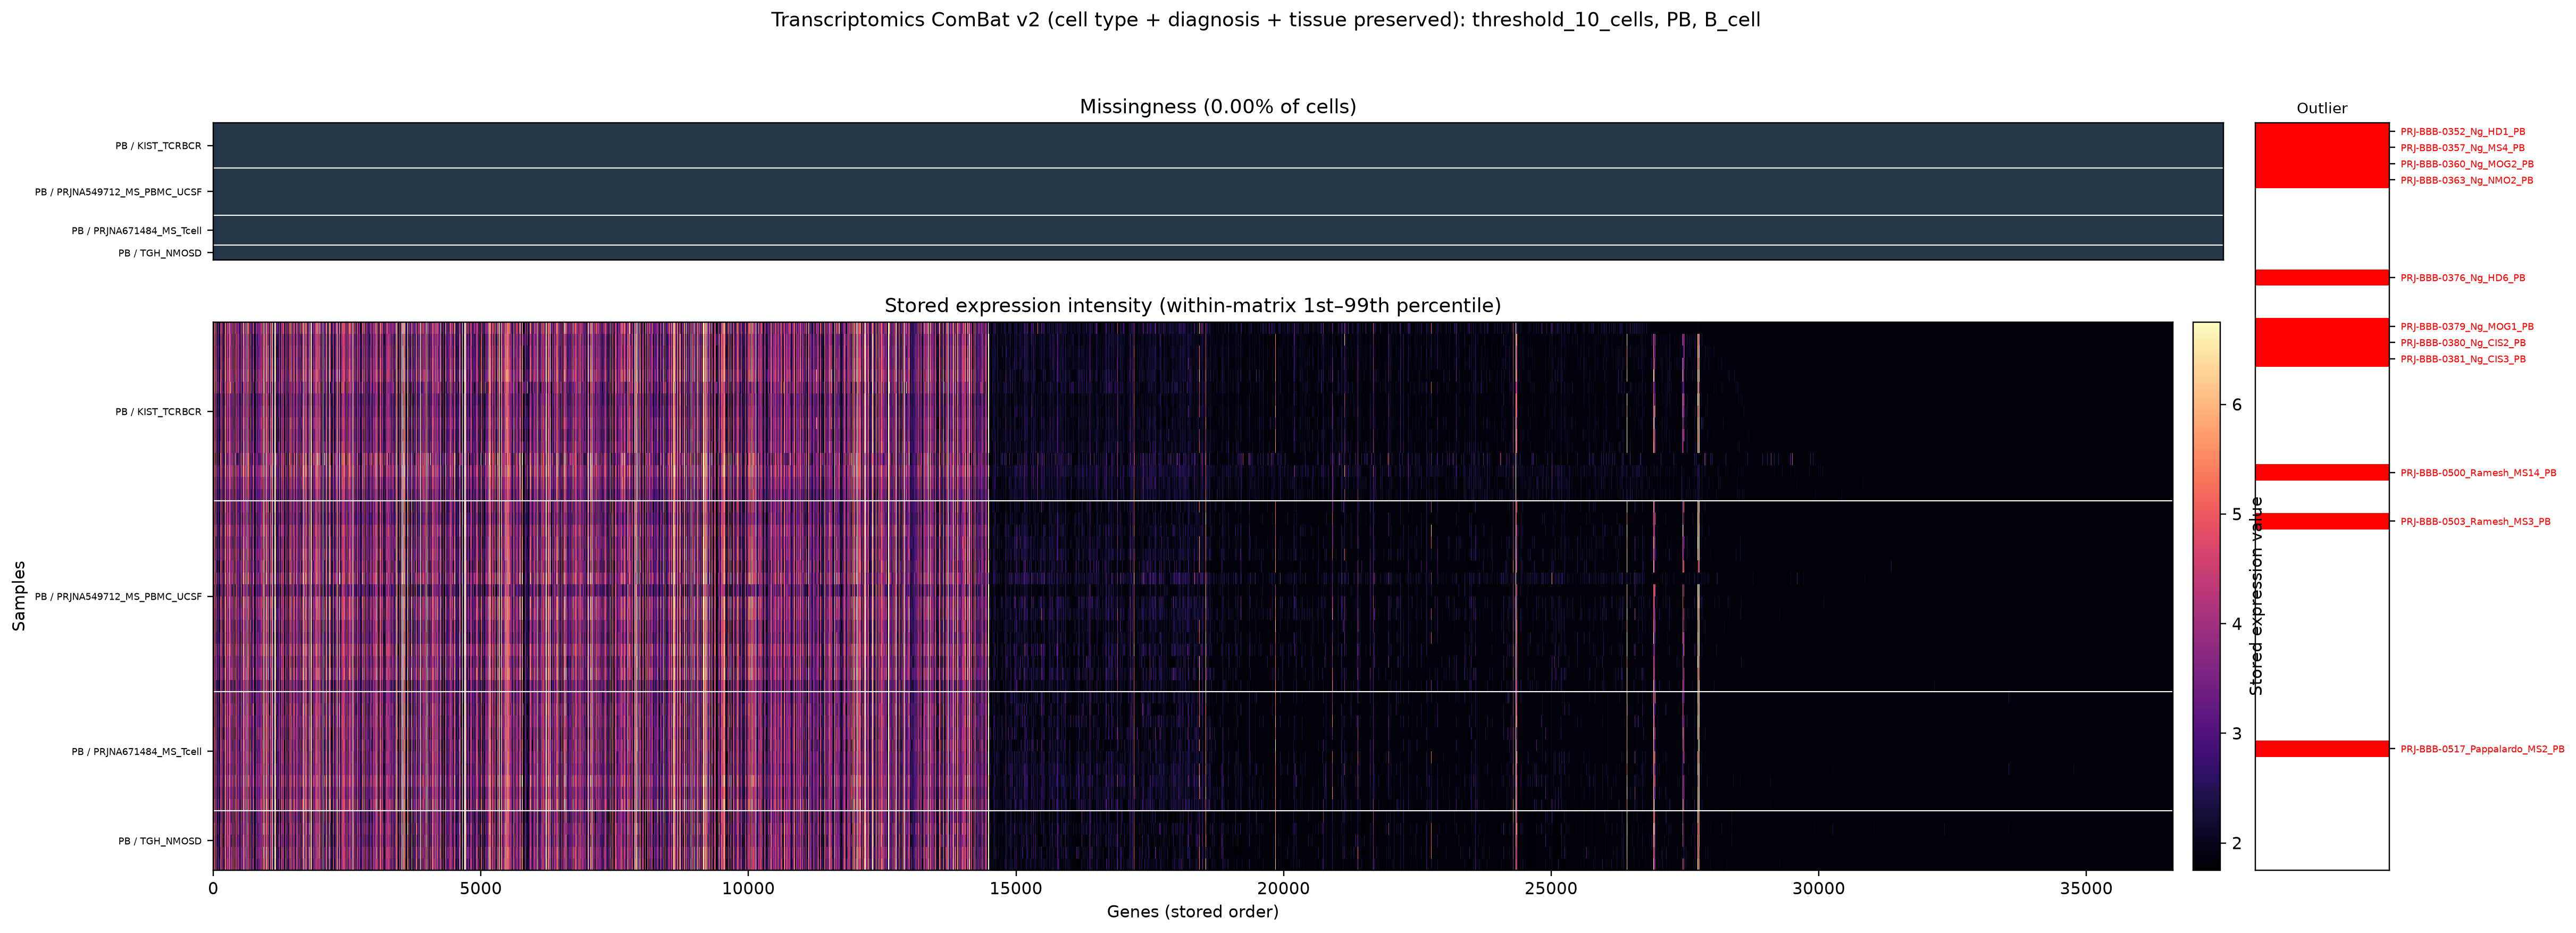 Transcriptomics ComBat v2 (cell type + diagnosis + tissue preserved): threshold_10_cells, PB, B_cell
Missingness (0.00% of cells)
PB / KIST_TCRBCR
PB / PRJNA549712_MS_PBMC_UCSF
PB / PRJNA671484_MS_Tcell
PB / TGH_NMOSD
Stored expression intensity (within-matrix 1st–99th percentile)
Samples
PB / KIST_TCRBCR
PB / PRJNA549712_MS_PBMC_UCSF
PB / PRJNA671484_MS_Tcell
PB / TGH_NMOSD
0
5000
10000
15000
20000
25000
30000
35000
Genes (stored order)
6
5
4
3
2
Stored expression value
Outlier
PRJ-BBB-0352_Ng_HD1_PB
PRJ-BBB-0357_Ng_MS4_PB
PRJ-BBB-0360_Ng_MOG2_PB
PRJ-BBB-0363_Ng_NMO2_PB
PRJ-BBB-0376_Ng_HD6_PB
PRJ-BBB-0379_Ng_MOG1_PB
PRJ-BBB-0380_Ng_CIS2_PB
PRJ-BBB-0381_Ng_CIS3_PB
PRJ-BBB-0500_Ramesh_MS14_PB
PRJ-BBB-0503_Ramesh_MS3_PB
PRJ-BBB-0517_Pappalardo_MS2_PB